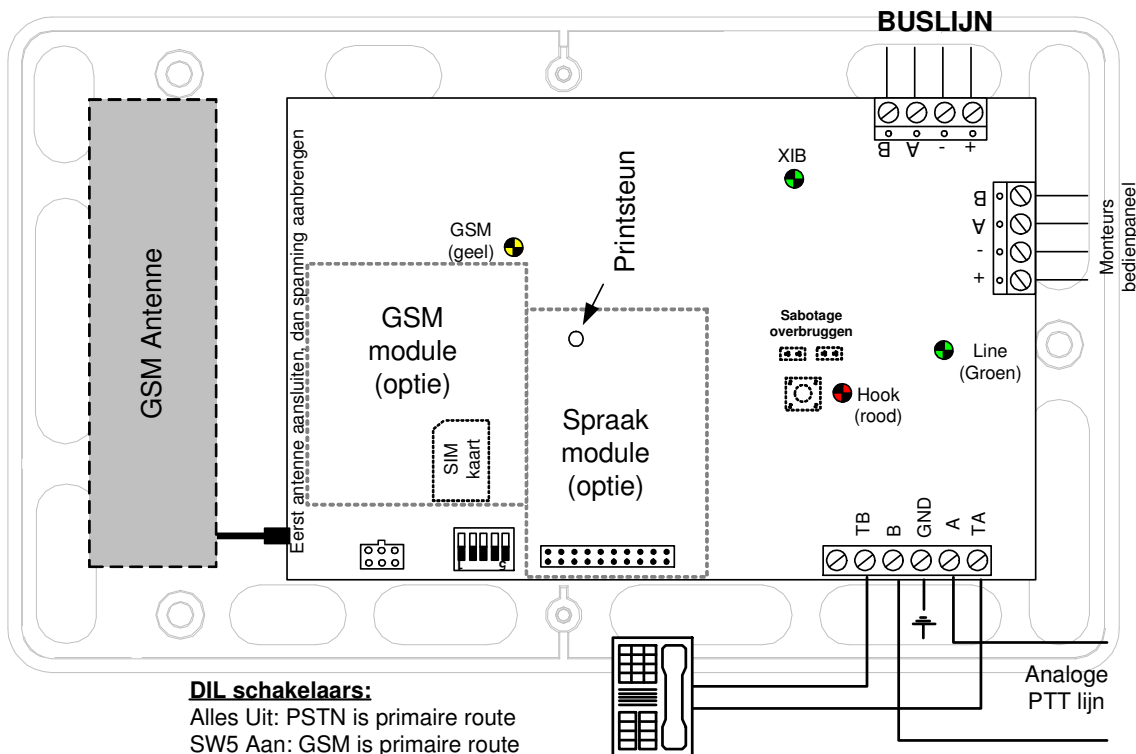 BUSLIJN
B A - +
XIB
B
A
-
+
Monteurs
bedienpaneel
GSM Antenne
Eerst antenne aansluiten, dan spanning aanbrengen
GSM
(geel)
Printsteun
GSM
module
(optie)
SIM
kaart
Spraak
module
(optie)
Sabotage
overbruggen
Line
(Groen)
Hook
(rood)
TB B GND A TA
1 5
Analoge
PTT lijn
DIL schakelaars:
Alles Uit: PSTN is primaire route
SW5 Aan: GSM is primaire route